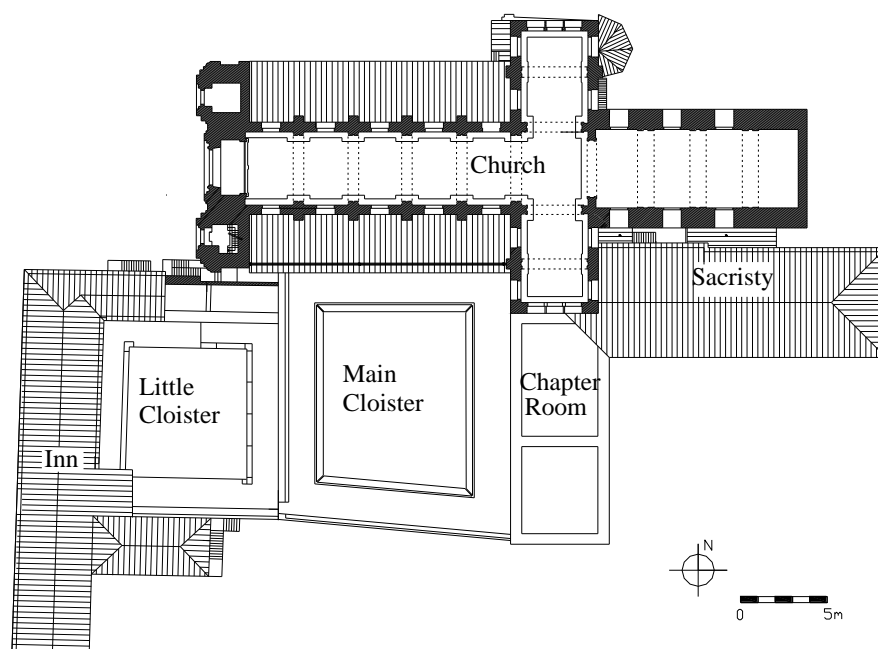 Church
Sacristy
Main
Cloister
Chapter
Room
Little
Cloister
Inn
N
0
5m